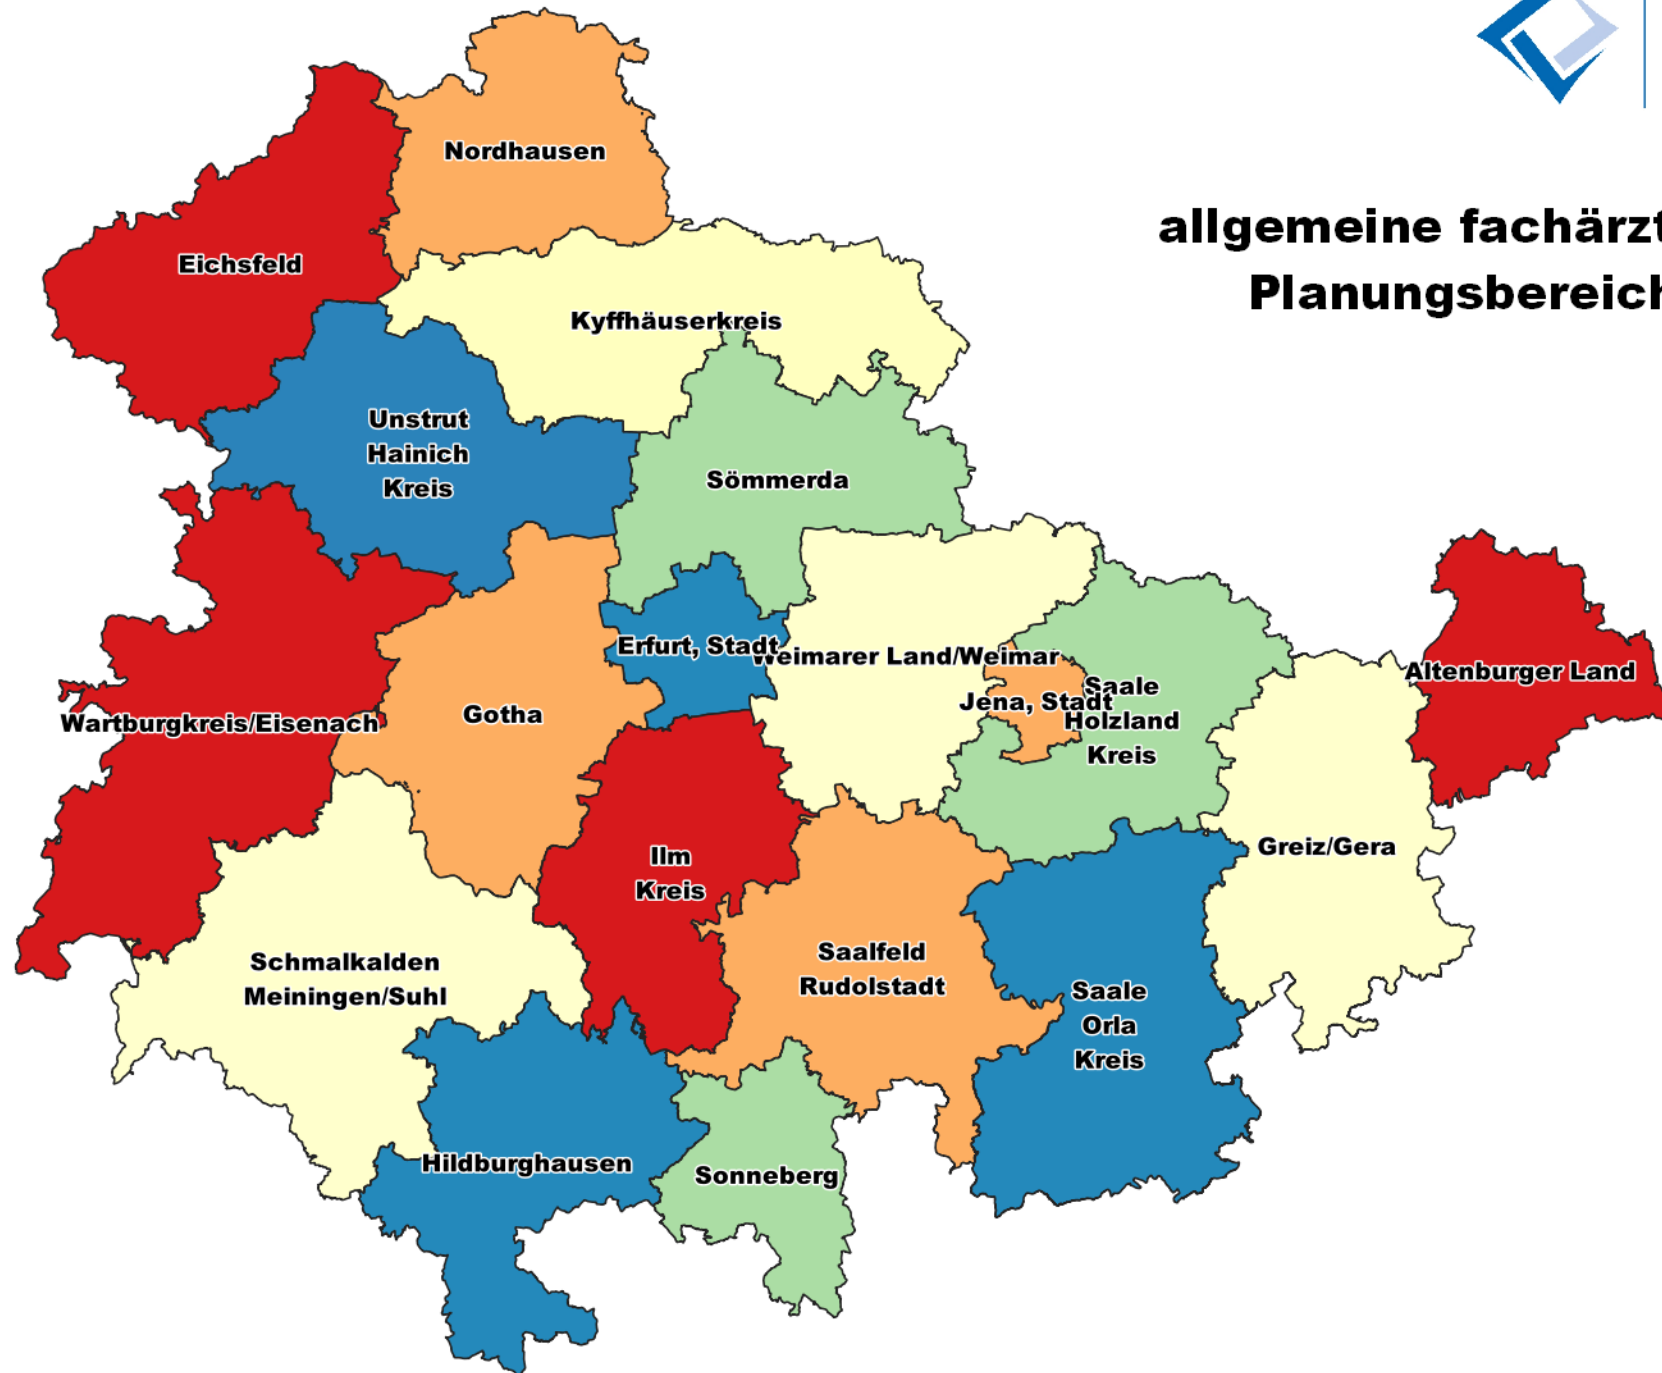 Nordhausen
allgemeine fachärzt
Eichsfeld
Planungsbereich
Kyffhäuserkreis
Unstrut
Hainich
Kreis
Sömmerda
Erfurt, Stadt
Weimarer Land/Weimar
Altenburger Land
Jena, Stadt
Saale
Holzland
Kreis
Wartburgkreis/Eisenach
Gotha
Ilm
Kreis
Greiz/Gera
Schmalkalden
Meiningen/Suhl
Saalfeld
Rudolstadt
Saale
Orla
Kreis
Hildburghausen
Sonneberg